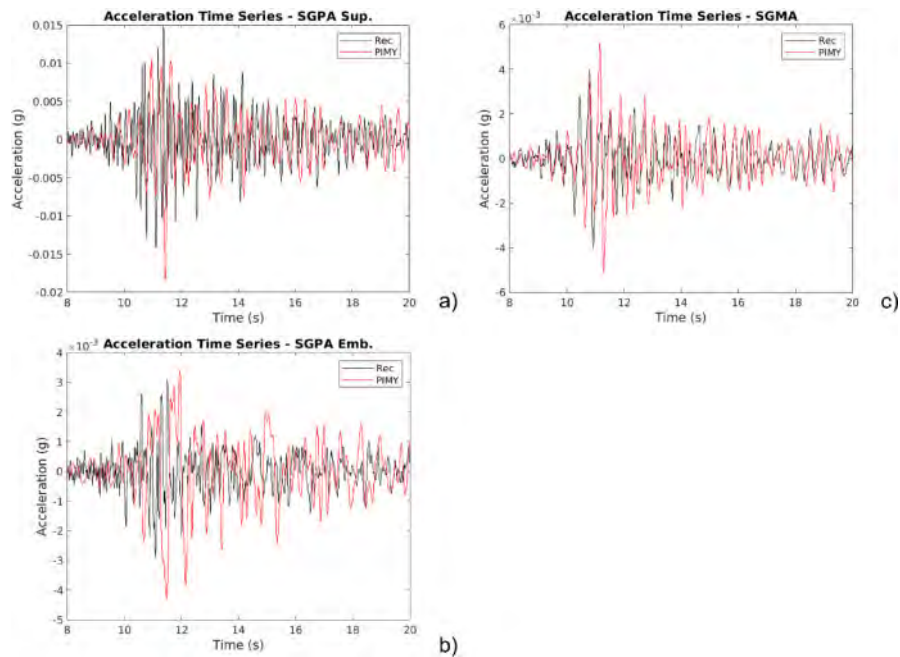 Acceleration Time Series - SGPA Sup.
0.015
0.01
0.005
0
-0.005
-0.01
-0.015
-0.02
Acceleration (g)
Rec
PIMY
8 10 12 14 16 18 20
Time (s)
a)
Acceleration Time Series - SGMA
6 ×10⁻³
4
2
0
-2
-4
-6
Acceleration (g)
Rec
PIMY
8 10 12 14 16 18 20
Time (s)
c)
Acceleration Time Series - SGPA Emb.
4 ×10⁻³
3
2
1
0
-1
-2
-3
-4
-5
Acceleration (g)
Rec
PIMY
8 10 12 14 16 18 20
Time (s)
b)